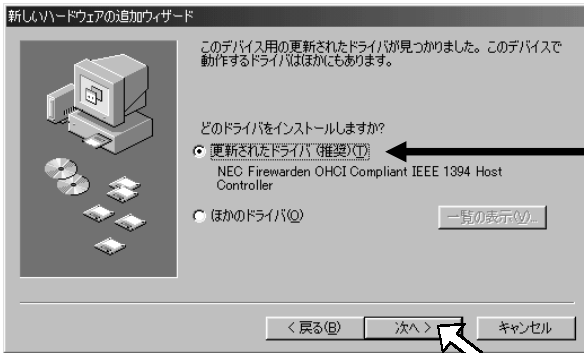 新しいハードウェアの追加ウィザード
このデバイス用の更新されたドライバが見つかりました。このデバイスで
動作するドライバはほかにもあります。
どのドライバをインストールしますか?
更新されたドライバ (推奨)(T)
NEC Firewarden OHCI Compliant IEEE 1394 Host
Controller
ほかのドライバ(O)
一覧の表示(V)...
< 戻る(B)
次へ >
キャンセル